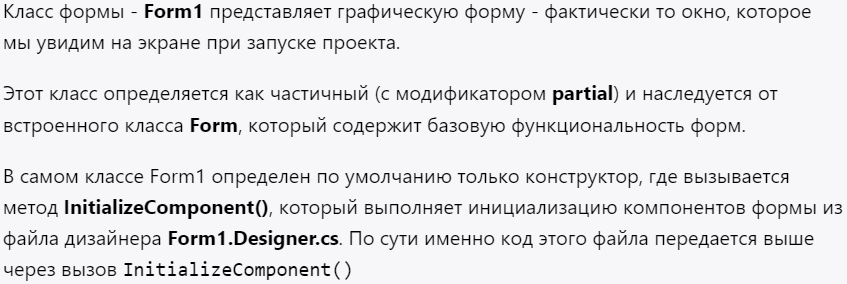 Класс формы - Form1 представляет графическую форму - фактически то окно, которое
мы увидим на экране при запуске проекта.
Этот класс определяется как частичный (с модификатором partial) и наследуется от
встроенного класса Form, который содержит базовую функциональность форм.
В самом классе Form1 определен по умолчанию только конструктор, где вызывается
метод InitializeComponent(), который выполняет инициализацию компонентов формы из
файла дизайнера Form1.Designer.cs. По сути именно код этого файла передается выше
через вызов InitializeComponent()